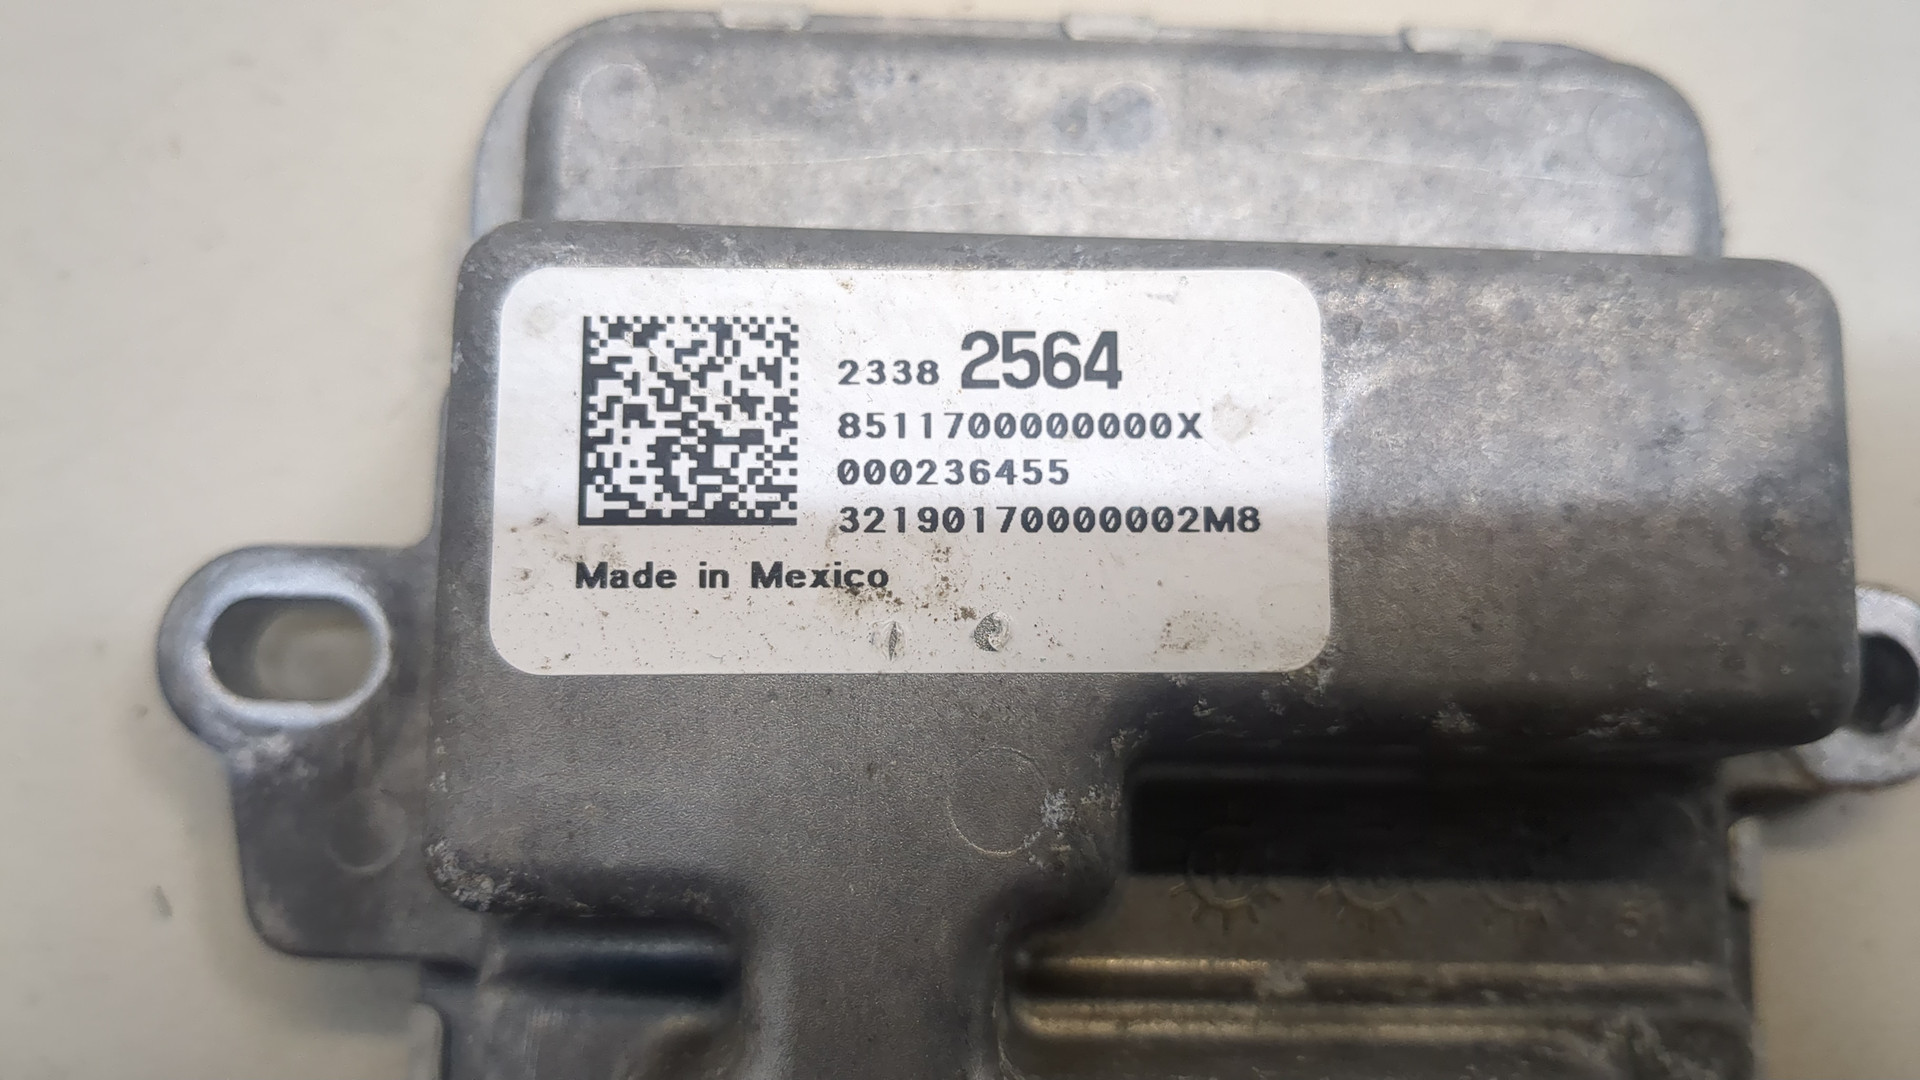 2338 2564
8511700000000X
000236455
32190170000002M8
Made in Mexico